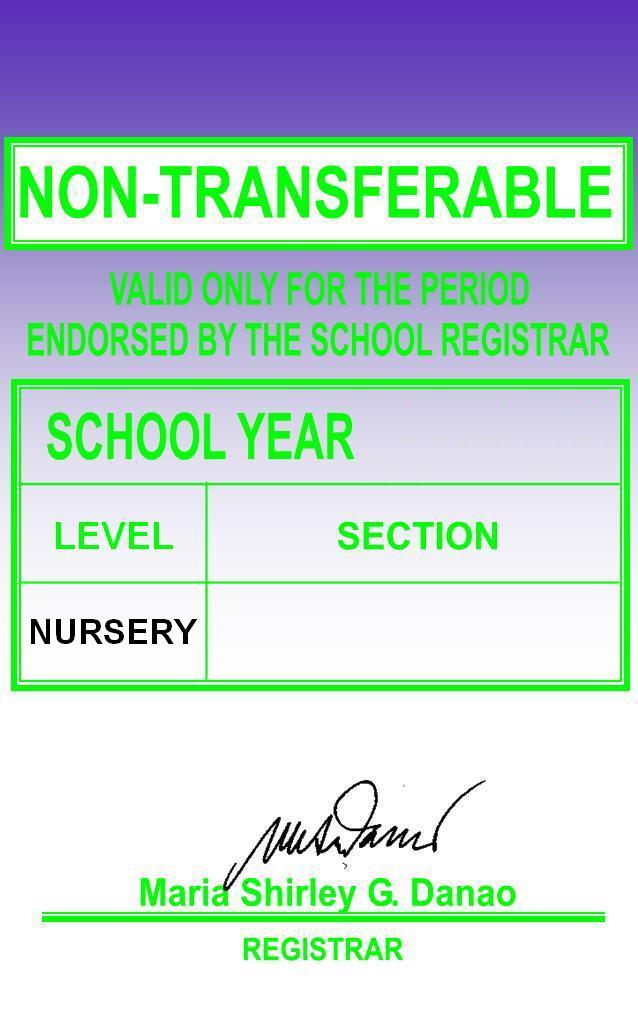 NON-TRANSFERABLE
VALID ONLY FOR THE PERIOD
ENDORSED BY THE SCHOOL REGISTRAR
SCHOOL YEAR
LEVEL SECTION
NURSERY
Maria Shirley G. Danao
REGISTRAR